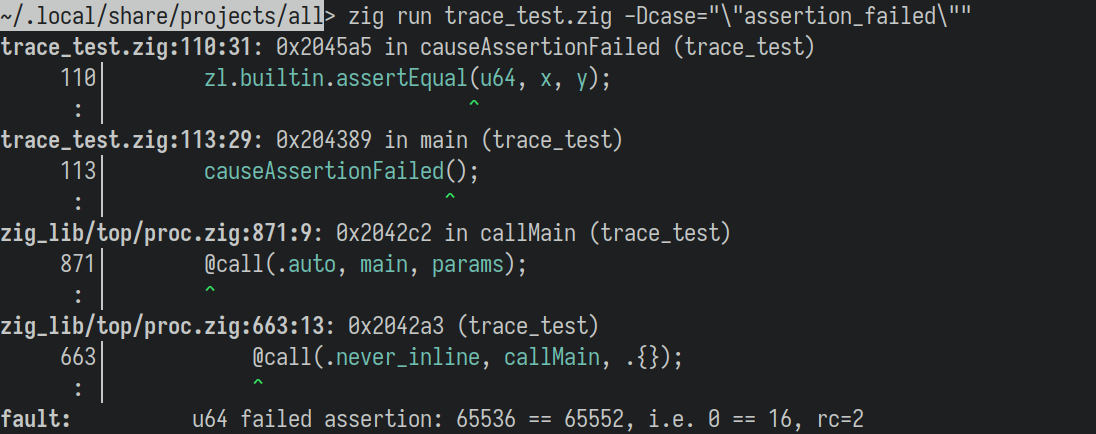 ~/.local/share/projects/all> zig run trace_test.zig -Dcase="\"assertion_failed\""
trace_test.zig:110:31: 0x2045a5 in causeAssertionFailed (trace_test)
     110|        zl.builtin.assertEqual(u64, x, y);
      : |                              ^
trace_test.zig:113:29: 0x204389 in main (trace_test)
     113|        causeAssertionFailed();
      : |                            ^
zig_lib/top/proc.zig:871:9: 0x2042c2 in callMain (trace_test)
     871|        @call(.auto, main, params);
      : |        ^
zig_lib/top/proc.zig:663:13: 0x2042a3 (trace_test)
     663|            @call(.never_inline, callMain, .{});
      : |            ^
fault:          u64 failed assertion: 65536 == 65552, i.e. 0 == 16, rc=2